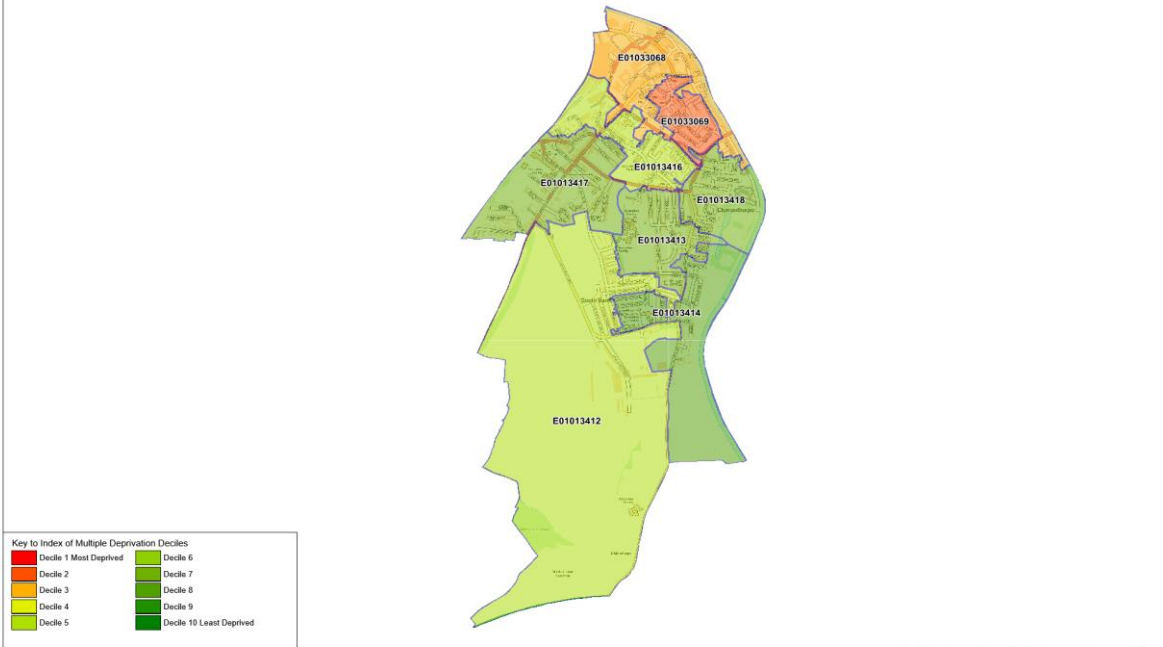 E01033068
E01033069
E01013416
E01013417
E01013418
E01013413
E01013414
E01013412
Key to Index of Multiple Deprivation Deciles
Decile 1 Most Deprived
Decile 2
Decile 3
Decile 4
Decile 5
Decile 6
Decile 7
Decile 8
Decile 9
Decile 10 Least Deprived